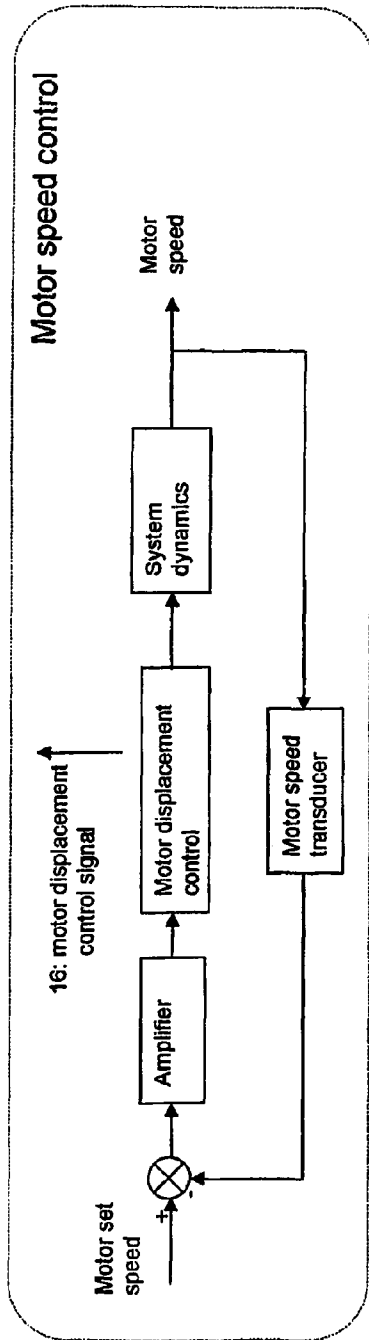 Motor speed control
16: motor displacement
control signal
Motor set
speed
+
-
Amplifier
Motor displacement
control
System
dynamics
Motor
speed
Motor speed
transducer